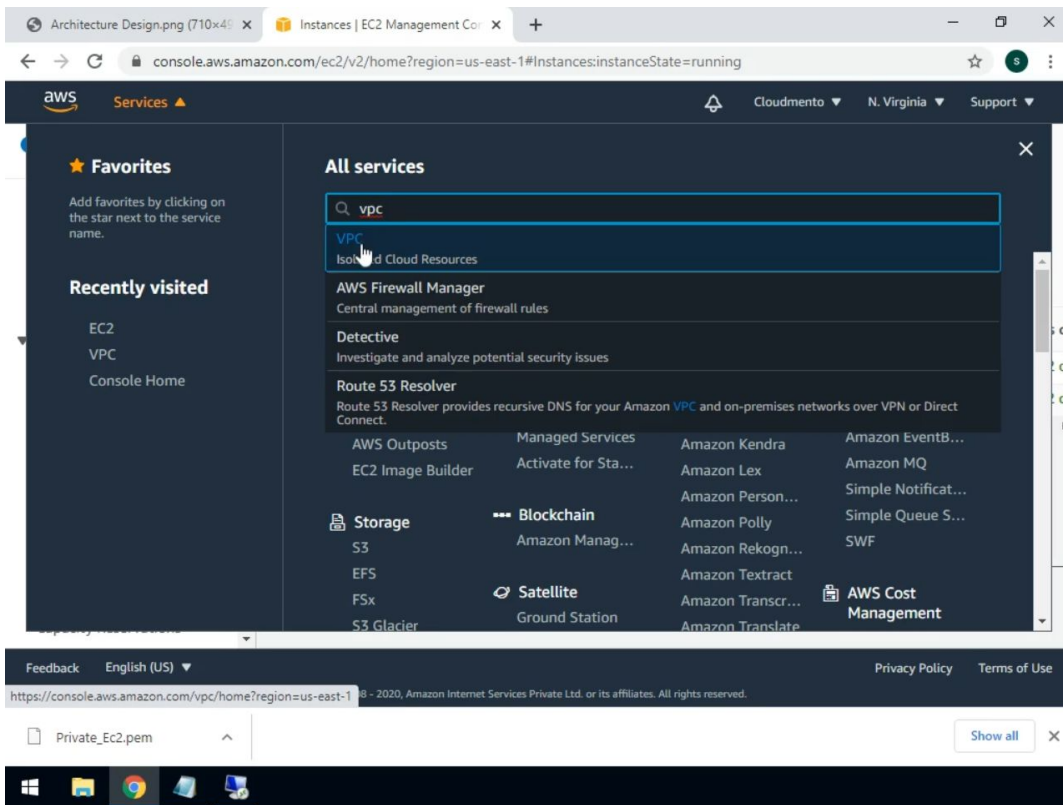 Architecture Design.png (710×49
Instances | EC2 Management Con
console.aws.amazon.com/ec2/v2/home?region=us-east-1#Instances:instanceState=running
S
aws
Services
Cloudmento
N. Virginia
Support
Favorites
Add favorites by clicking on
the star next to the service
name.
Recently visited
EC2
VPC
Console Home
All services
vpc
VPC
Cloud Resources
AWS Firewall Manager
Central management of firewall rules
Detective
Investigate and analyze potential security issues
Route 53 Resolver
Route 53 Resolver provides recursive DNS for your Amazon VPC and on-premises networks over VPN or Direct
Connect.
AWS Outposts
EC2 Image Builder
Storage
S3
EFS
FSx
S3 Glacier
Managed Services
Activate for Sta...
Blockchain
Amazon Manag...
Satellite
Ground Station
Amazon Kendra
Amazon Lex
Amazon Person...
Amazon Polly
Amazon Rekogn...
Amazon Textract
Amazon Transcr...
Amazon Translate
Amazon EventB...
Amazon MQ
Simple Notificat...
Simple Queue S...
SWF
AWS Cost
Management
Feedback
English (US)
Privacy Policy
Terms of Use
https://console.aws.amazon.com/vpc/home?region=us-east-1
8 - 2020, Amazon Internet Services Private Ltd. or its affiliates. All rights reserved.
Private_Ec2.pem
Show all